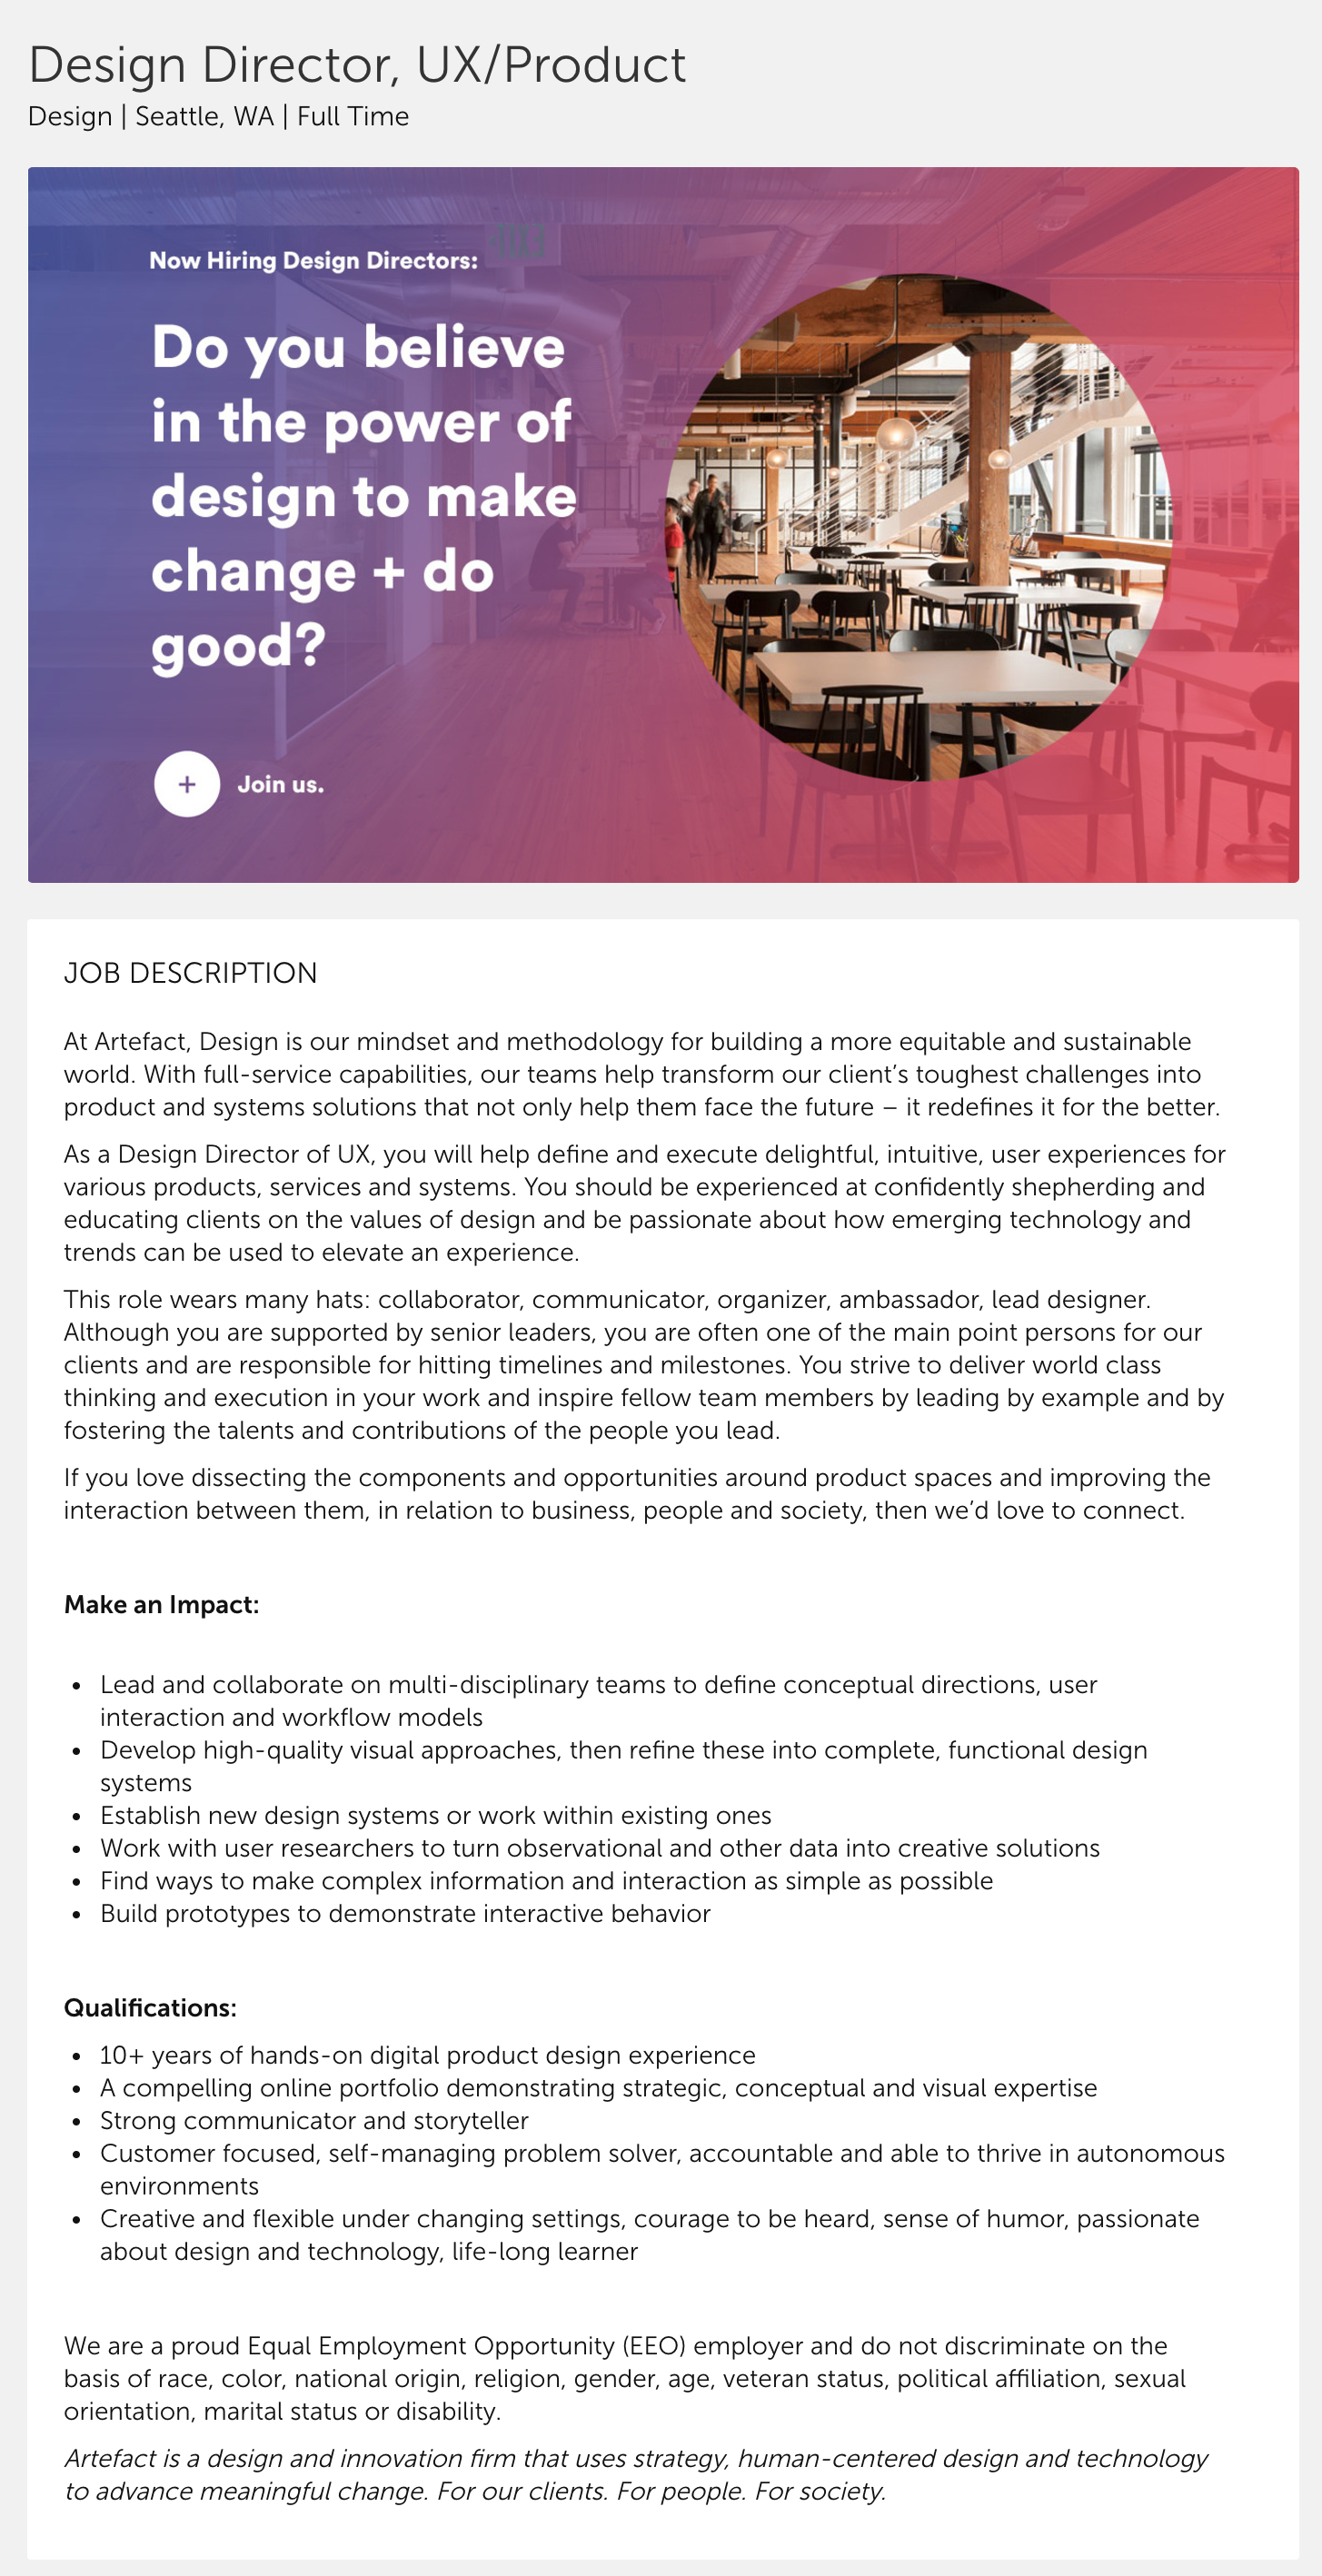 Design Director, UX/Product
Design | Seattle, WA | Full Time
Now Hiring Design Directors:
Do you believe
in the power of
design to make
change + do
good?
+ Join us.
JOB DESCRIPTION
At Artefact, Design is our mindset and methodology for building a more equitable and sustainable
world. With full-service capabilities, our teams help transform our client’s toughest challenges into
product and systems solutions that not only help them face the future – it redefines it for the better.
As a Design Director of UX, you will help define and execute delightful, intuitive, user experiences for
various products, services and systems. You should be experienced at confidently shepherding and
educating clients on the values of design and be passionate about how emerging technology and
trends can be used to elevate an experience.
This role wears many hats: collaborator, communicator, organizer, ambassador, lead designer.
Although you are supported by senior leaders, you are often one of the main point persons for our
clients and are responsible for hitting timelines and milestones. You strive to deliver world class
thinking and execution in your work and inspire fellow team members by leading by example and by
fostering the talents and contributions of the people you lead.
If you love dissecting the components and opportunities around product spaces and improving the
interaction between them, in relation to business, people and society, then we’d love to connect.
Make an Impact:
• Lead and collaborate on multi-disciplinary teams to define conceptual directions, user
interaction and workflow models
• Develop high-quality visual approaches, then refine these into complete, functional design
systems
• Establish new design systems or work within existing ones
• Work with user researchers to turn observational and other data into creative solutions
• Find ways to make complex information and interaction as simple as possible
• Build prototypes to demonstrate interactive behavior
Qualifications:
• 10+ years of hands-on digital product design experience
• A compelling online portfolio demonstrating strategic, conceptual and visual expertise
• Strong communicator and storyteller
• Customer focused, self-managing problem solver, accountable and able to thrive in autonomous
environments
• Creative and flexible under changing settings, courage to be heard, sense of humor, passionate
about design and technology, life-long learner
We are a proud Equal Employment Opportunity (EEO) employer and do not discriminate on the
basis of race, color, national origin, religion, gender, age, veteran status, political affiliation, sexual
orientation, marital status or disability.
Artefact is a design and innovation firm that uses strategy, human-centered design and technology
to advance meaningful change. For our clients. For people. For society.